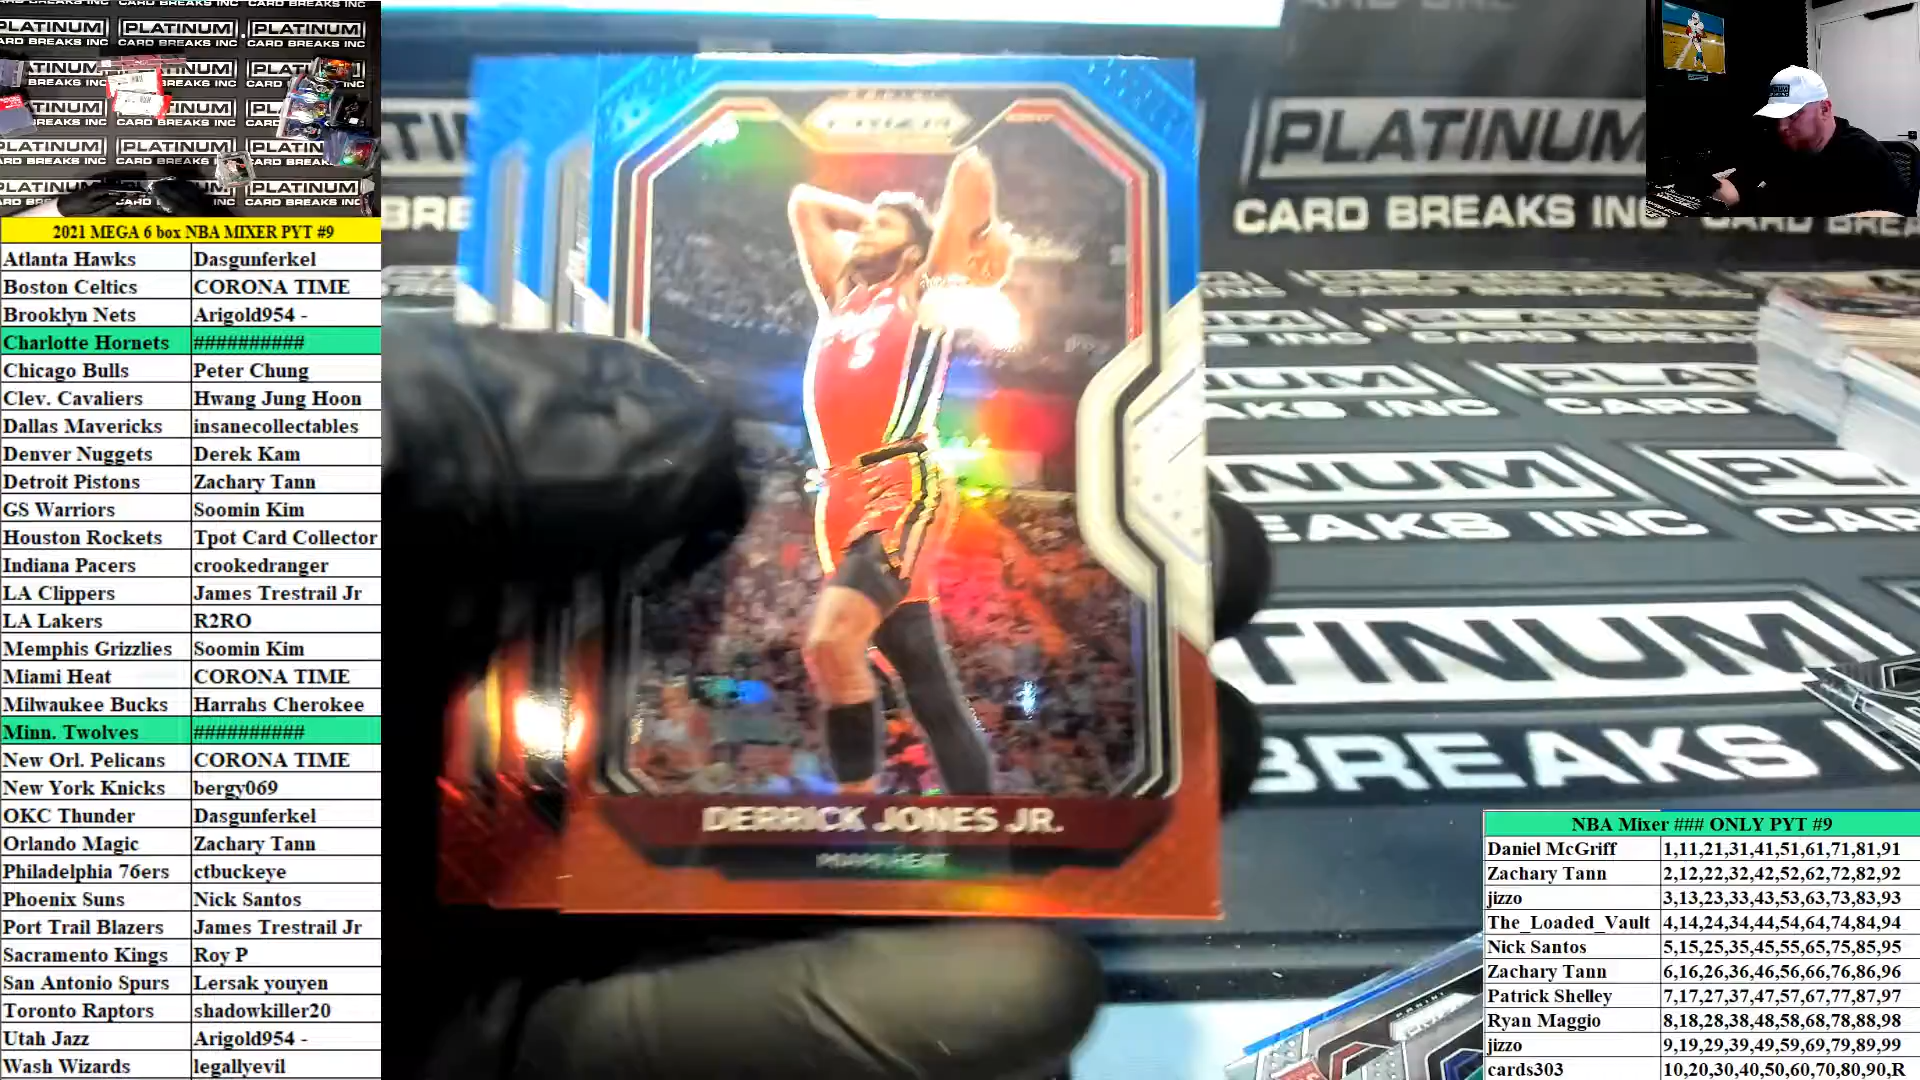 2021 MEGA 6 box NBA MIXER PYT #9
Atlanta Hawks Dasgunferkel
Boston Celtics CORONA TIME
Brooklyn Nets Arigold954 -
Charlotte Hornets ##########
Chicago Bulls Peter Chung
Clev. Cavaliers Hwang Jung Hoon
Dallas Mavericks insanecollectables
Denver Nuggets Derek Kam
Detroit Pistons Zachary Tann
GS Warriors Soomin Kim
Houston Rockets Tpot Card Collector
Indiana Pacers crookedranger
LA Clippers James Trestrail Jr
LA Lakers R2RO
Memphis Grizzlies Soomin Kim
Miami Heat CORONA TIME
Milwaukee Bucks Harrahs Cherokee
Minn. Twolves ##########
New Orl. Pelicans CORONA TIME
New York Knicks bergy069
OKC Thunder Dasgunferkel
Orlando Magic Zachary Tann
Philadelphia 76ers ctbuckeye
Phoenix Suns Nick Santos
Port Trail Blazers James Trestrail Jr
Sacramento Kings Roy P
San Antonio Spurs Lersak youyen
Toronto Raptors shadowkiller20
Utah Jazz Arigold954 -
Wash Wizards legallyevil
PLATINUM
CARD BREAKS INC
5
DERRICK JONES JR.
MIAMI HEAT
NBA Mixer ### ONLY PYT #9
Daniel McGriff 1,11,21,31,41,51,61,71,81,91
Zachary Tann 2,12,22,32,42,52,62,72,82,92
jizzo 3,13,23,33,43,53,63,73,83,93
The_Loaded_Vault 4,14,24,34,44,54,64,74,84,94
Nick Santos 5,15,25,35,45,55,65,75,85,95
Zachary Tann 6,16,26,36,46,56,66,76,86,96
Patrick Shelley 7,17,27,37,47,57,67,77,87,97
Ryan Maggio 8,18,28,38,48,58,68,78,88,98
jizzo 9,19,29,39,49,59,69,79,89,99
cards303 10,20,30,40,50,60,70,80,90,R